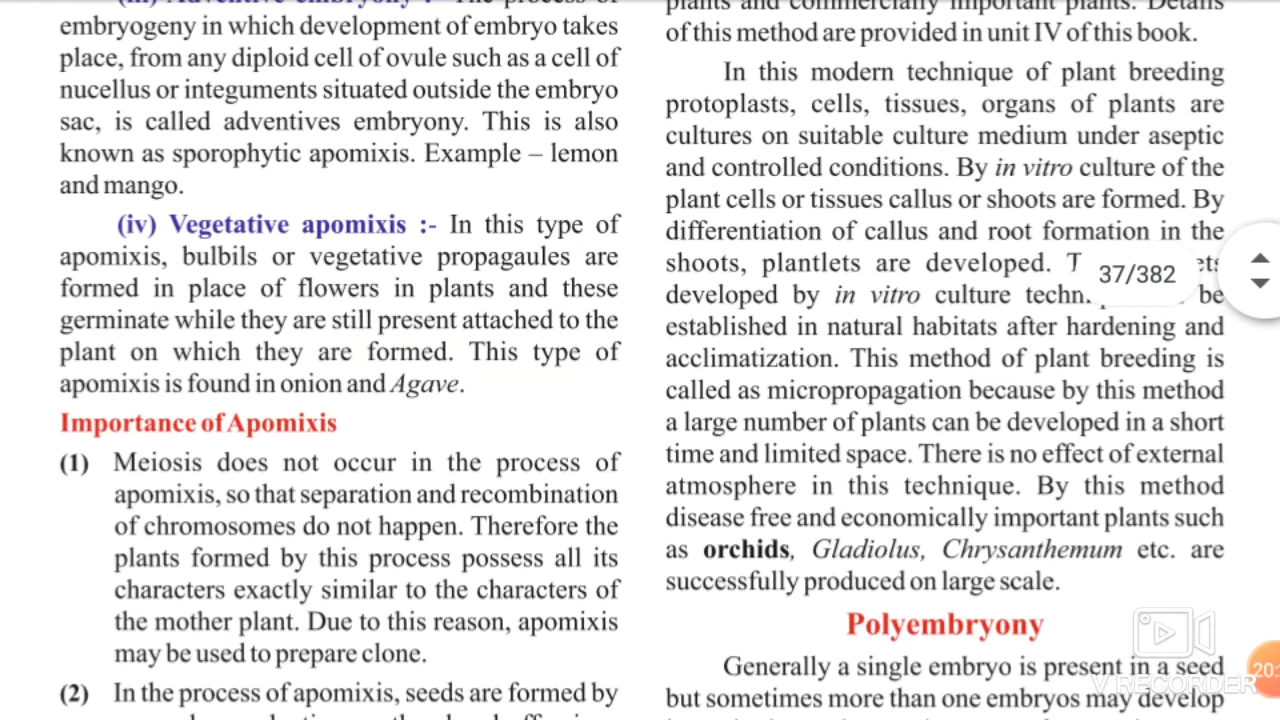 (iii) Adventive embryony :- The process of
embryogeny in which development of embryo takes
place, from any diploid cell of ovule such as a cell of
nucellus or integuments situated outside the embryo
sac, is called adventives embryony. This is also
known as sporophytic apomixis. Example – lemon
and mango.
(iv) Vegetative apomixis :- In this type of
apomixis, bulbils or vegetative propagaules are
formed in place of flowers in plants and these
germinate while they are still present attached to the
plant on which they are formed. This type of
apomixis is found in onion and Agave.
Importance of Apomixis
(1) Meiosis does not occur in the process of
apomixis, so that separation and recombination
of chromosomes do not happen. Therefore the
plants formed by this process possess all its
characters exactly similar to the characters of
the mother plant. Due to this reason, apomixis
may be used to prepare clone.
(2) In the process of apomixis, seeds are formed by
plants and commercially important plants. Details
of this method are provided in unit IV of this book.
In this modern technique of plant breeding
protoplasts, cells, tissues, organs of plants are
cultures on suitable culture medium under aseptic
and controlled conditions. By in vitro culture of the
plant cells or tissues callus or shoots are formed. By
differentiation of callus and root formation in the
shoots, plantlets are developed.
developed by in vitro culture be
established in natural habitats after hardening and
acclimatization. This method of plant breeding is
called as micropropagation because by this method
a large number of plants can be developed in a short
time and limited space. There is no effect of external
atmosphere in this technique. By this method
disease free and economically important plants such
as orchids, Gladiolus, Chrysanthemum etc. are
successfully produced on large scale.
Polyembryony
Generally a single embryo is present in a seed
but sometimes more than one embryos may develop
37/382
V RECORDER
20: